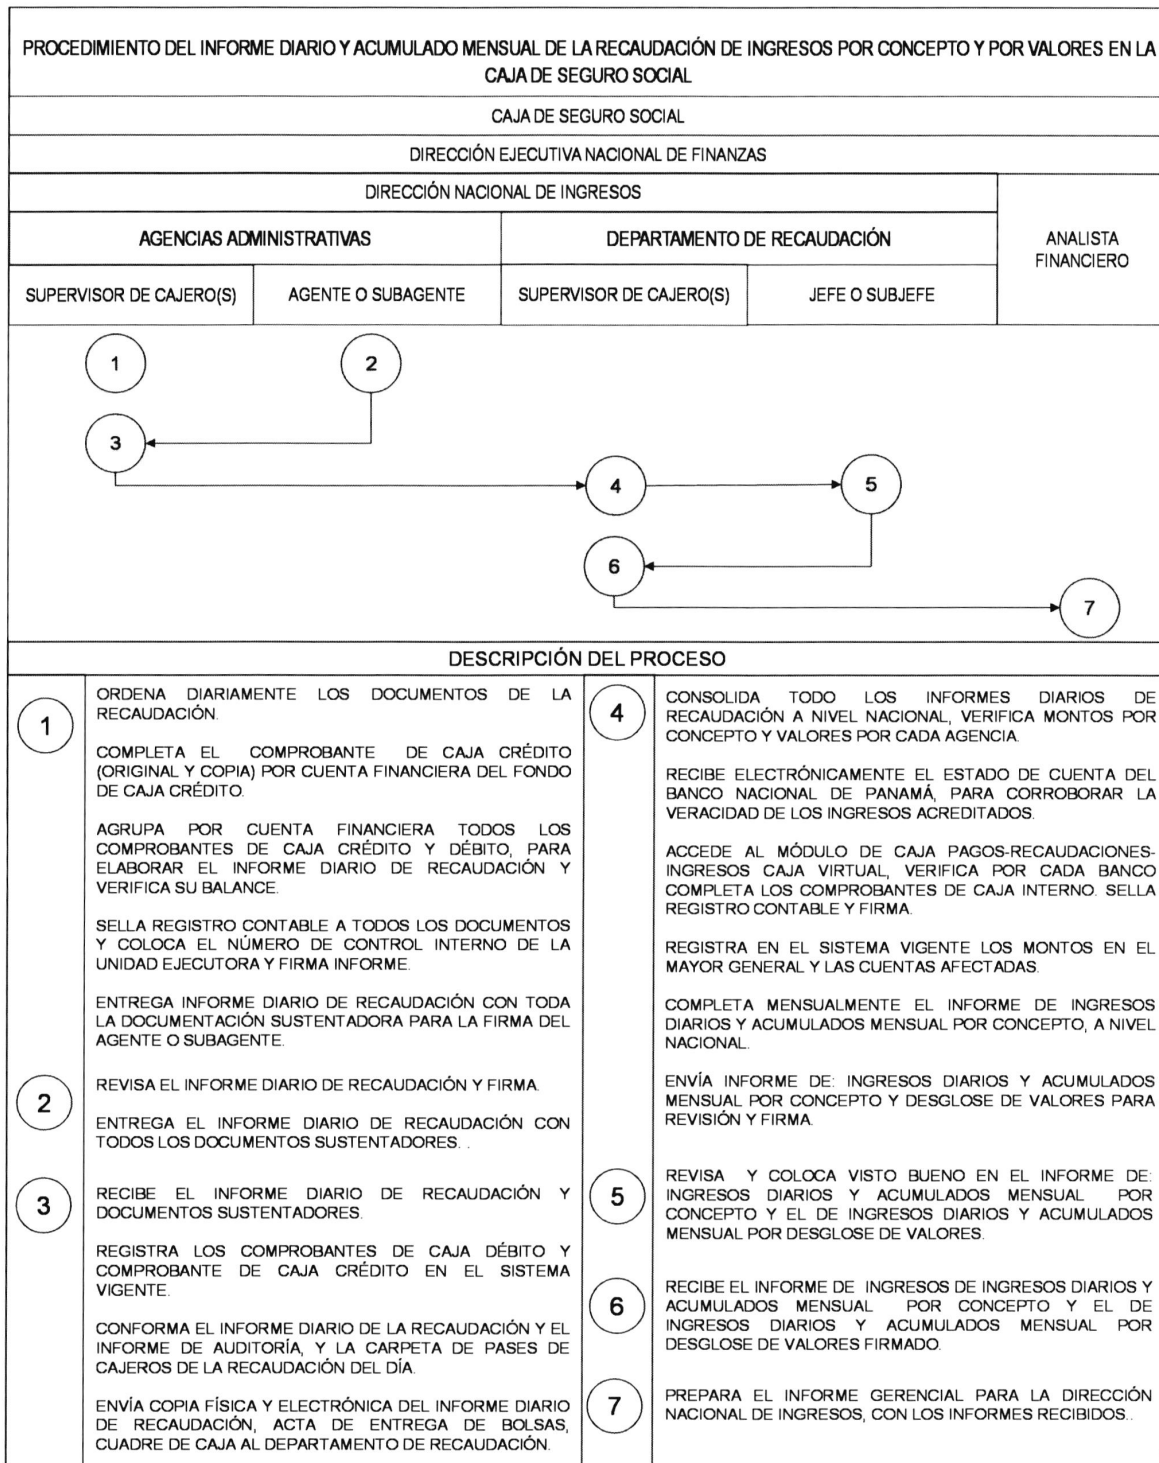 PROCEDIMIENTO DEL INFORME DIARIO Y ACUMULADO MENSUAL DE LA RECAUDACIÓN DE INGRESOS POR CONCEPTO Y POR VALORES EN LA
CAJA DE SEGURO SOCIAL
CAJA DE SEGURO SOCIAL
DIRECCIÓN EJECUTIVA NACIONAL DE FINANZAS
DIRECCIÓN NACIONAL DE INGRESOS
AGENCIAS ADMINISTRATIVAS
DEPARTAMENTO DE RECAUDACIÓN
ANALISTA
FINANCIERO
SUPERVISOR DE CAJERO(S)
AGENTE O SUBAGENTE
SUPERVISOR DE CAJERO(S)
JEFE O SUBJEFE
1
2
3
4
5
6
7
DESCRIPCIÓN DEL PROCESO
1
ORDENA DIARIAMENTE LOS DOCUMENTOS DE LA
RECAUDACIÓN.
COMPLETA EL COMPROBANTE DE CAJA CRÉDITO
(ORIGINAL Y COPIA) POR CUENTA FINANCIERA DEL FONDO
DE CAJA CRÉDITO.
AGRUPA POR CUENTA FINANCIERA TODOS LOS
COMPROBANTES DE CAJA CRÉDITO Y DÉBITO, PARA
ELABORAR EL INFORME DIARIO DE RECAUDACIÓN Y
VERIFICA SU BALANCE.
SELLA REGISTRO CONTABLE A TODOS LOS DOCUMENTOS
Y COLOCA EL NÚMERO DE CONTROL INTERNO DE LA
UNIDAD EJECUTORA Y FIRMA INFORME.
ENTREGA INFORME DIARIO DE RECAUDACIÓN CON TODA
LA DOCUMENTACIÓN SUSTENTADORA PARA LA FIRMA DEL
AGENTE O SUBAGENTE.
2
REVISA EL INFORME DIARIO DE RECAUDACIÓN Y FIRMA.
ENTREGA EL INFORME DIARIO DE RECAUDACIÓN CON
TODOS LOS DOCUMENTOS SUSTENTADORES. .
3
RECIBE EL INFORME DIARIO DE RECAUDACIÓN Y
DOCUMENTOS SUSTENTADORES.
REGISTRA LOS COMPROBANTES DE CAJA DÉBITO Y
COMPROBANTE DE CAJA CRÉDITO EN EL SISTEMA
VIGENTE.
CONFORMA EL INFORME DIARIO DE LA RECAUDACIÓN Y EL
INFORME DE AUDITORÍA, Y LA CARPETA DE PASES DE
CAJEROS DE LA RECAUDACIÓN DEL DÍA.
ENVÍA COPIA FÍSICA Y ELECTRÓNICA DEL INFORME DIARIO
DE RECAUDACIÓN, ACTA DE ENTREGA DE BOLSAS,
CUADRE DE CAJA AL DEPARTAMENTO DE RECAUDACIÓN.
4
CONSOLIDA TODO LOS INFORMES DIARIOS DE
RECAUDACIÓN A NIVEL NACIONAL, VERIFICA MONTOS POR
CONCEPTO Y VALORES POR CADA AGENCIA.
RECIBE ELECTRÓNICAMENTE EL ESTADO DE CUENTA DEL
BANCO NACIONAL DE PANAMÁ, PARA CORROBORAR LA
VERACIDAD DE LOS INGRESOS ACREDITADOS.
ACCEDE AL MÓDULO DE CAJA PAGOS-RECAUDACIONES-
INGRESOS CAJA VIRTUAL, VERIFICA POR CADA BANCO
COMPLETA LOS COMPROBANTES DE CAJA INTERNO. SELLA
REGISTRO CONTABLE Y FIRMA.
REGISTRA EN EL SISTEMA VIGENTE LOS MONTOS EN EL
MAYOR GENERAL Y LAS CUENTAS AFECTADAS.
COMPLETA MENSUALMENTE EL INFORME DE INGRESOS
DIARIOS Y ACUMULADOS MENSUAL POR CONCEPTO, A NIVEL
NACIONAL.
ENVÍA INFORME DE: INGRESOS DIARIOS Y ACUMULADOS
MENSUAL POR CONCEPTO Y DESGLOSE DE VALORES PARA
REVISIÓN Y FIRMA.
5
REVISA Y COLOCA VISTO BUENO EN EL INFORME DE:
INGRESOS DIARIOS Y ACUMULADOS MENSUAL POR
CONCEPTO Y EL DE INGRESOS DIARIOS Y ACUMULADOS
MENSUAL POR DESGLOSE DE VALORES.
6
RECIBE EL INFORME DE INGRESOS DE INGRESOS DIARIOS Y
ACUMULADOS MENSUAL POR CONCEPTO Y EL DE
INGRESOS DIARIOS Y ACUMULADOS MENSUAL POR
DESGLOSE DE VALORES FIRMADO.
7
PREPARA EL INFORME GERENCIAL PARA LA DIRECCIÓN
NACIONAL DE INGRESOS, CON LOS INFORMES RECIBIDOS..